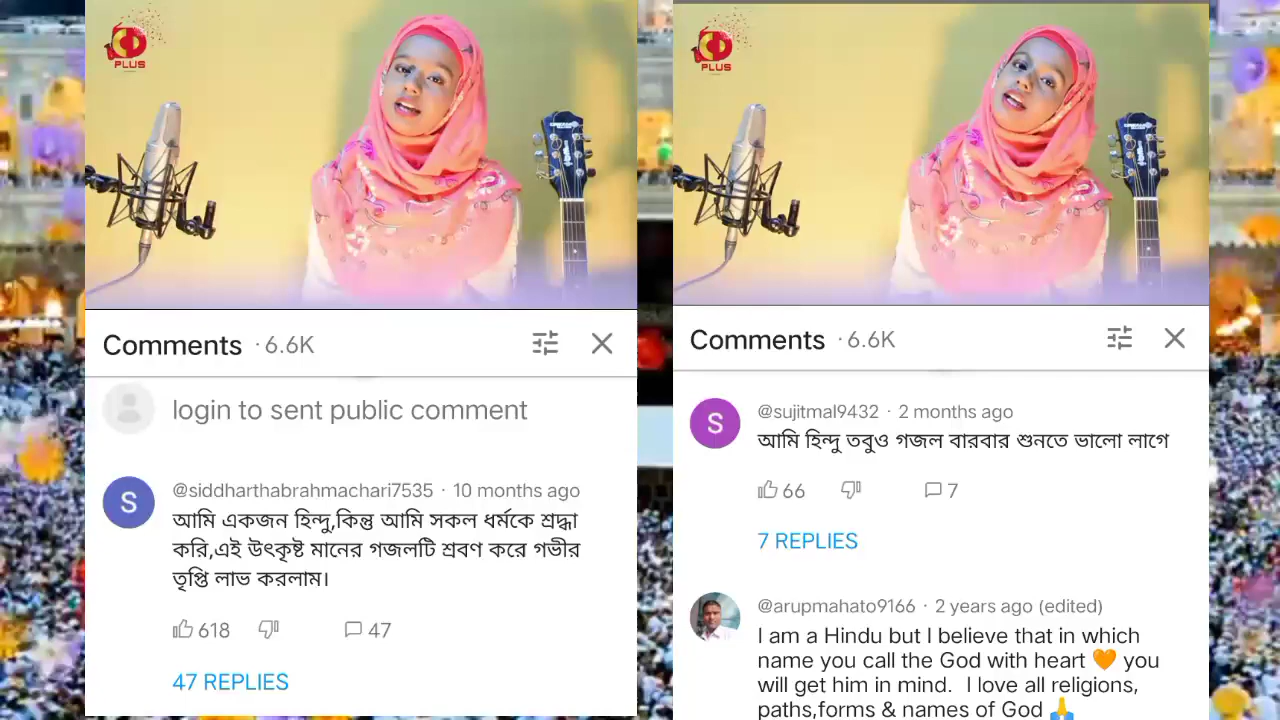 PLUS
Comments · 6.6K
login to sent public comment
S
@siddharthabrahmachari7535 · 10 months ago
আমি একজন হিন্দু,কিন্তু আমি সকল ধর্মকে শ্রদ্ধা
করি,এই উৎকৃষ্ট মানের গজলটি শ্রবণ করে গভীর
তৃপ্তি লাভ করলাম।
618 47
47 REPLIES
PLUS
Comments · 6.6K
S
@sujitmal9432 · 2 months ago
আমি হিন্দু তবুও গজল বারবার শুনতে ভালো লাগে
66 7
7 REPLIES
@arupmahato9166 · 2 years ago (edited)
I am a Hindu but I believe that in which
name you call the God with heart 🧡 you
will get him in mind. I love all religions,
paths,forms & names of God 🙏